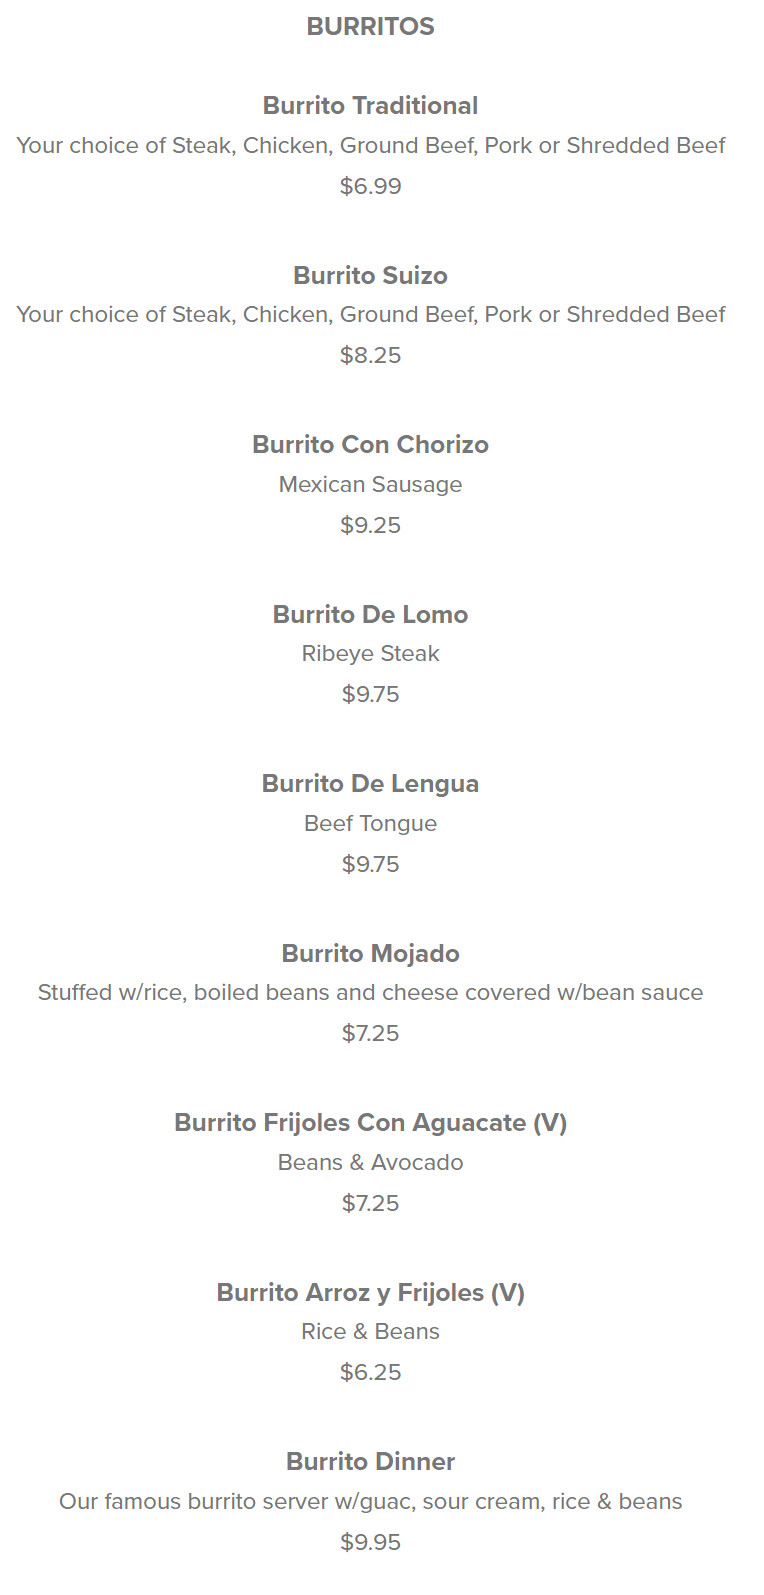 BURRITOS
Burrito Traditional
Your choice of Steak, Chicken, Ground Beef, Pork or Shredded Beef
$6.99
Burrito Suizo
Your choice of Steak, Chicken, Ground Beef, Pork or Shredded Beef
$8.25
Burrito Con Chorizo
Mexican Sausage
$9.25
Burrito De Lomo
Ribeye Steak
$9.75
Burrito De Lengua
Beef Tongue
$9.75
Burrito Mojado
Stuffed w/rice, boiled beans and cheese covered w/bean sauce
$7.25
Burrito Frijoles Con Aguacate (V)
Beans & Avocado
$7.25
Burrito Arroz y Frijoles (V)
Rice & Beans
$6.25
Burrito Dinner
Our famous burrito server w/guac, sour cream, rice & beans
$9.95